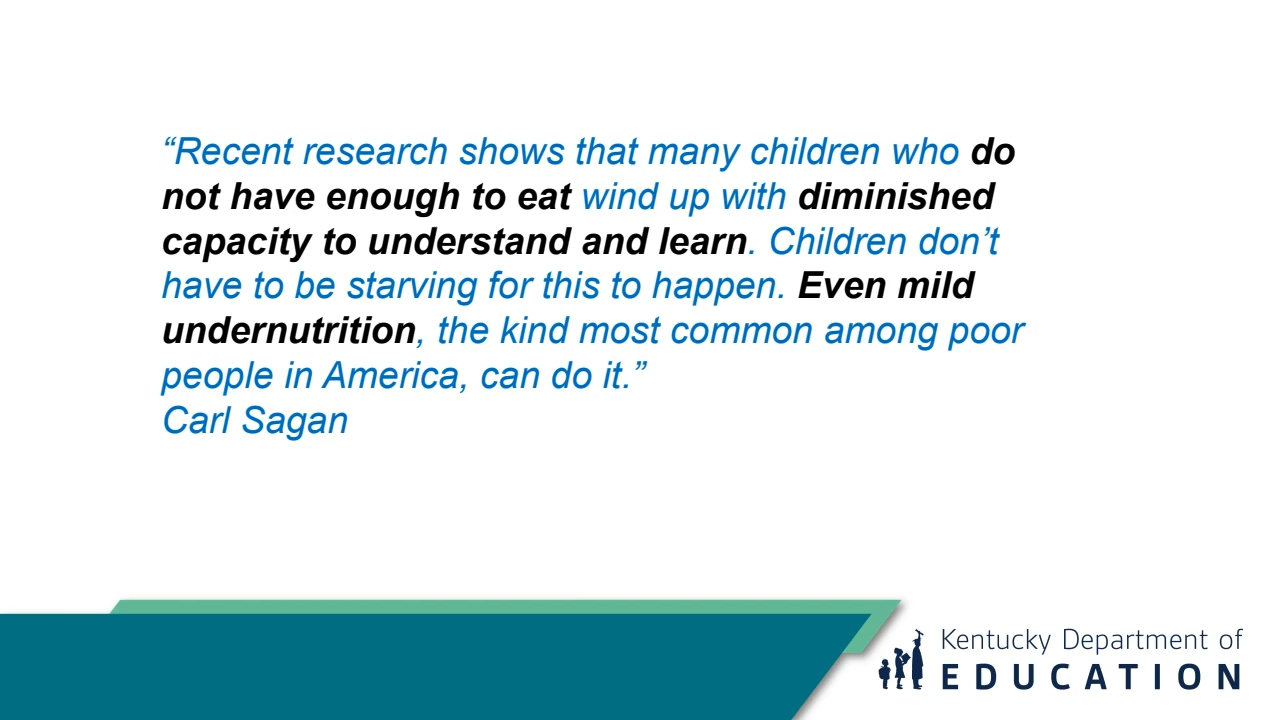 “Recent research shows that many children who do
not have enough to eat wind up with diminished
capacity to understand and learn. Children don’t
have to be starving for this to happen. Even mild
undernutrition, the kind most common among poor
people in America, can do it.”
Carl Sagan
Kentucky Department of
EDUCATION